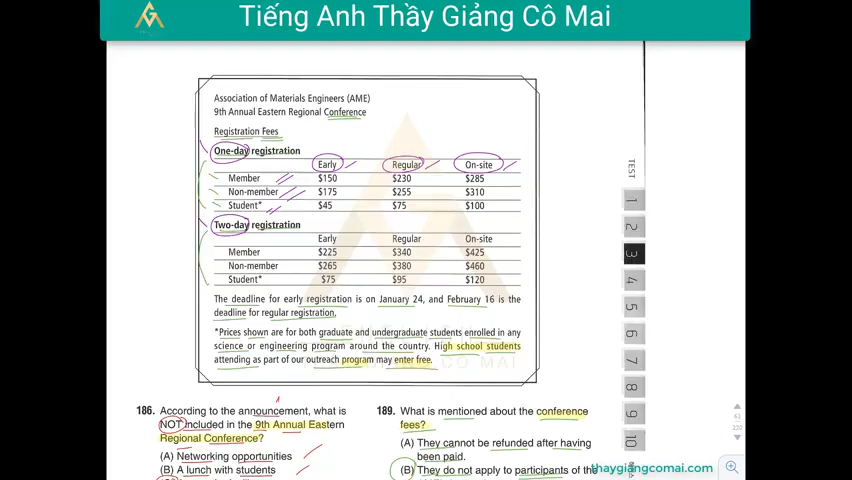 Tiếng Anh Thầy Giảng Cô Mai
Association of Materials Engineers (AME)
9th Annual Eastern Regional Conference
Registration Fees
One-day registration
Early Regular On-site
Member $150 $230 $285
Non-member $175 $255 $310
Student* $45 $75 $100
Two-day registration
Early Regular On-site
Member $225 $340 $425
Non-member $265 $380 $460
Student* $75 $95 $120
The deadline for early registration is on January 24, and February 16 is the
deadline for regular registration.
*Prices shown are for both graduate and undergraduate students enrolled in any
science or engineering program around the country. High school students
attending as part of our outreach program may enter free.
TEST
1
2
3
4
5
6
7
8
9
10
186. According to the announcement, what is
NOT included in the 9th Annual Eastern
Regional Conference?
(A) Networking opportunities
(B) A lunch with students
189. What is mentioned about the conference
fees?
(A) They cannot be refunded after having
been paid.
(B) They do not apply to participants of the
thaygiangcomai.com
61
220